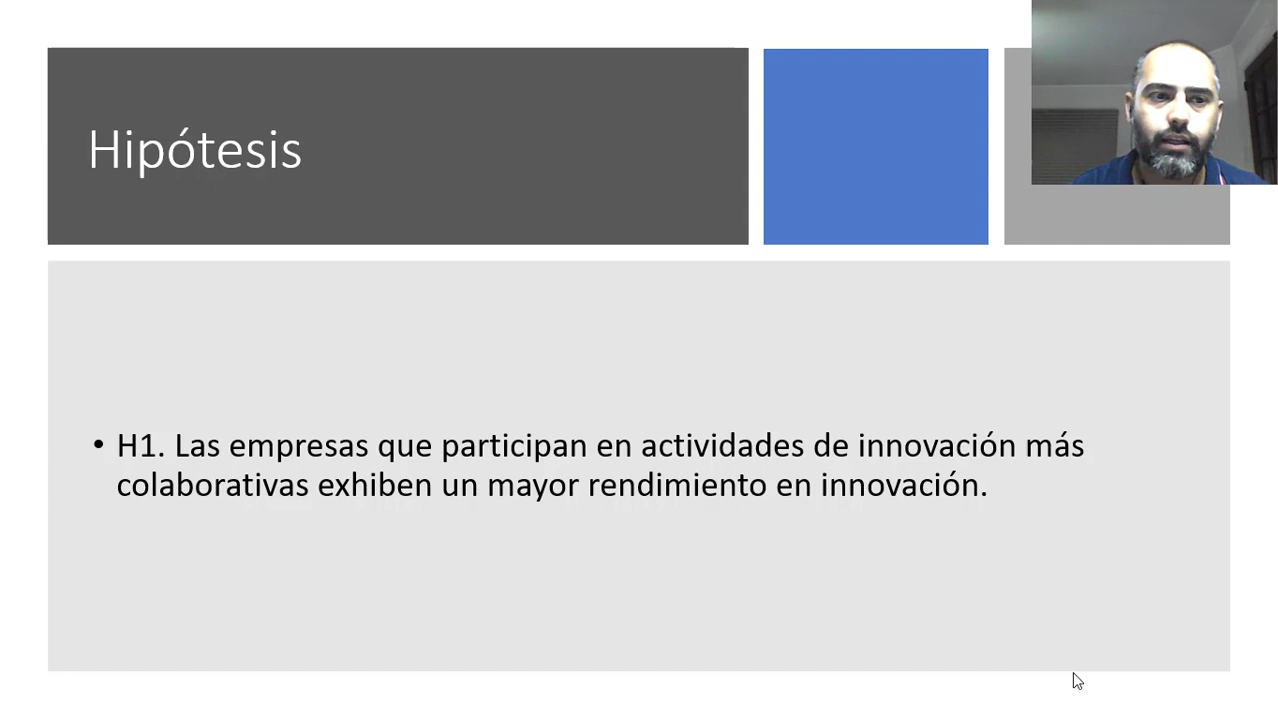 Hipótesis
• H1. Las empresas que participan en actividades de innovación más
colaborativas exhiben un mayor rendimiento en innovación.